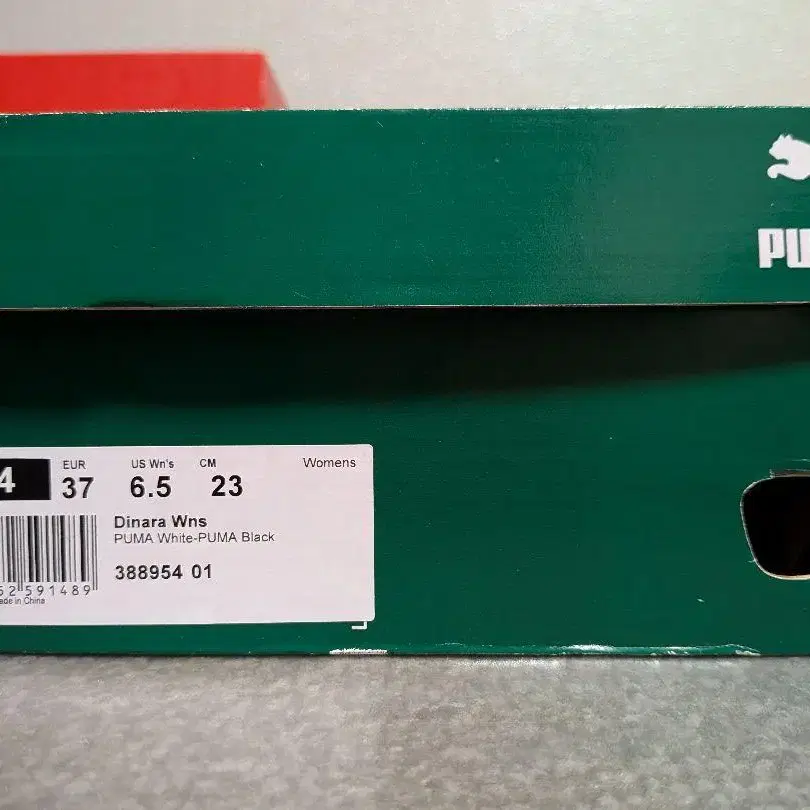 PU
4 EUR 37 US Wn's 6.5 CM 23 Womens
Dinara Wns
PUMA White-PUMA Black
388954 01
52 591489
ade in China